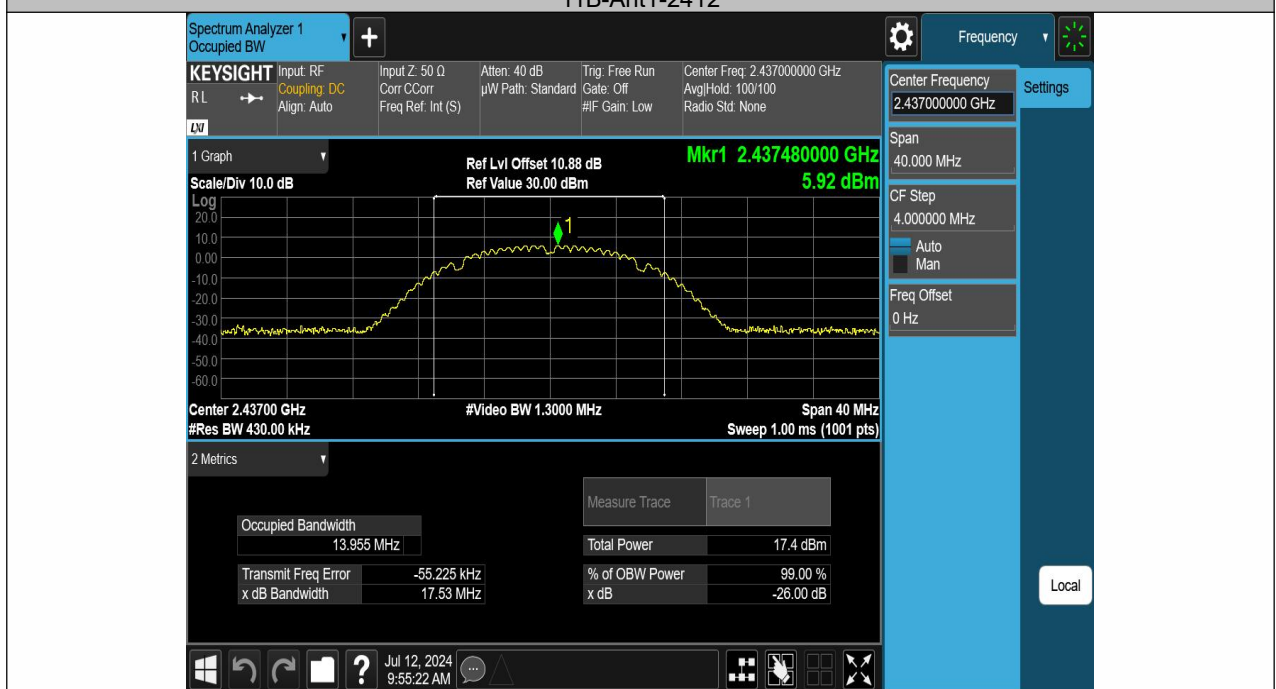 11B-Ant1-2412
Spectrum Analyzer 1
Occupied BW
Frequency
KEYSIGHT
RL
LXI
Input: RF
Coupling: DC
Align: Auto
Input Z: 50 Ω
Corr CCorr
Freq Ref: Int (S)
Atten: 40 dB
µW Path: Standard
Trig: Free Run
Gate: Off
#IF Gain: Low
Center Freq: 2.437000000 GHz
Avg|Hold: 100/100
Radio Std: None
Center Frequency
2.437000000 GHz
Settings
Span
40.000 MHz
CF Step
4.000000 MHz
Auto
Man
Freq Offset
0 Hz
1 Graph
Scale/Div 10.0 dB
Ref Lvl Offset 10.88 dB
Ref Value 30.00 dBm
Mkr1 2.437480000 GHz
5.92 dBm
Log
20.0
10.0
0.00
-10.0
-20.0
-30.0
-40.0
-50.0
-60.0
1
Center 2.43700 GHz
#Video BW 1.3000 MHz
Span 40 MHz
#Res BW 430.00 kHz
Sweep 1.00 ms (1001 pts)
2 Metrics
Measure Trace Trace 1
Occupied Bandwidth
13.955 MHz
Total Power 17.4 dBm
Transmit Freq Error -55.225 kHz
% of OBW Power 99.00 %
x dB Bandwidth 17.53 MHz
x dB -26.00 dB
Local
?
Jul 12, 2024
9:55:22 AM